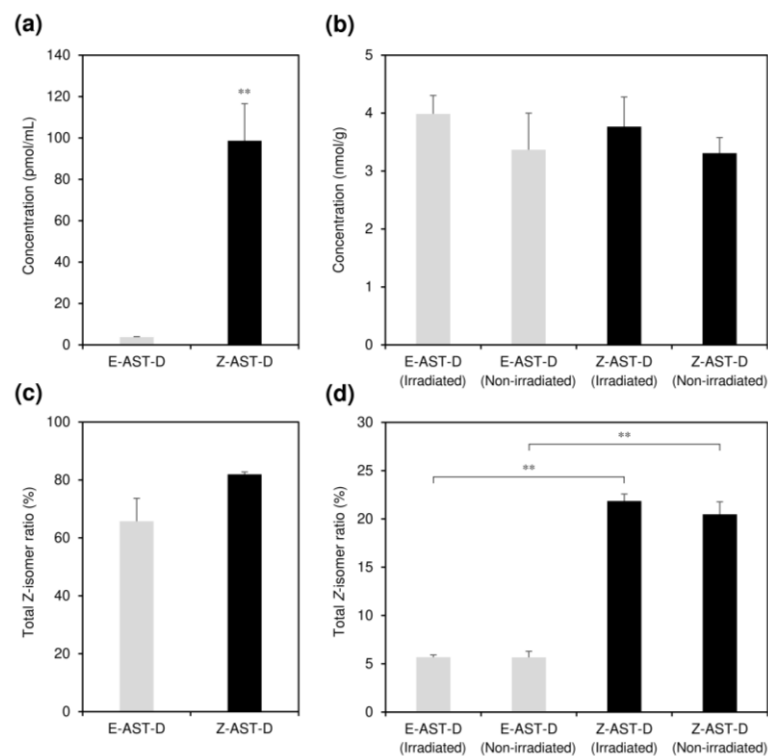 (a)
Concentration (pmol/mL)
140
120
100
80
60
40
20
0
**
E-AST-D Z-AST-D
(b)
Concentration (nmol/g)
5
4
3
2
1
0
E-AST-D E-AST-D Z-AST-D Z-AST-D
(Irradiated) (Non-irradiated) (Irradiated) (Non-irradiated)
(c)
Total Z-isomer ratio (%)
100
80
60
40
20
0
E-AST-D Z-AST-D
(d)
Total Z-isomer ratio (%)
30
25
20
15
10
5
0
**
**
E-AST-D E-AST-D Z-AST-D Z-AST-D
(Irradiated) (Non-irradiated) (Irradiated) (Non-irradiated)